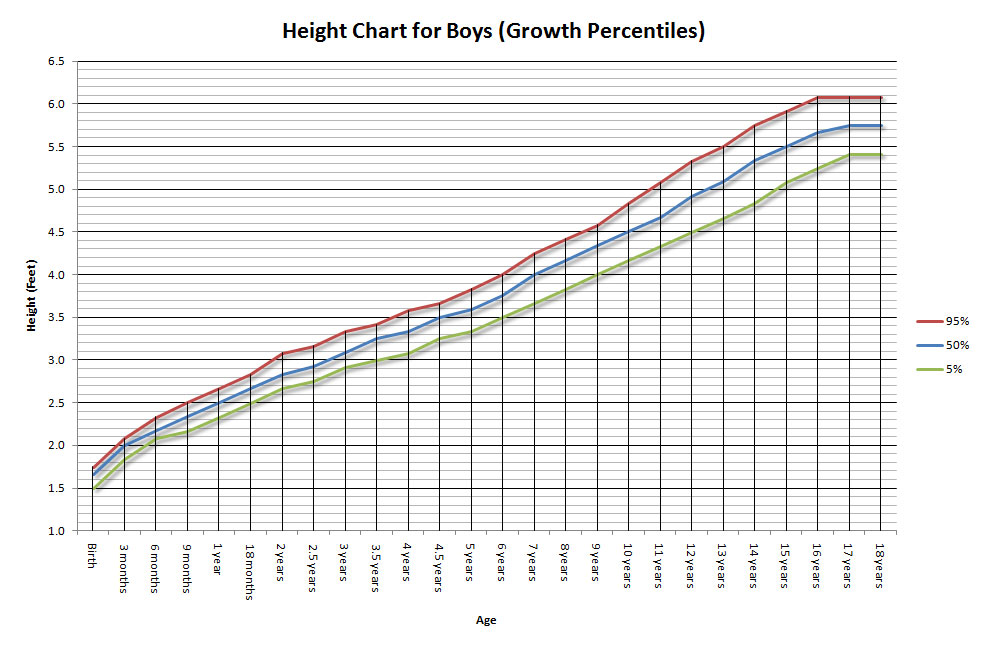 Height Chart for Boys (Growth Percentiles)
6.5
6.0
5.5
5.0
4.5
4.0
3.5
3.0
2.5
2.0
1.5
1.0
Height (Feet)
Birth
3 months
6 months
9 months
1 year
18 months
2 years
2.5 years
3 years
3.5 years
4 years
4.5 years
5 years
6 years
7 years
8 years
9 years
10 years
11 years
12 years
13 years
14 years
15 years
16 years
17 years
18 years
Age
95%
50%
5%